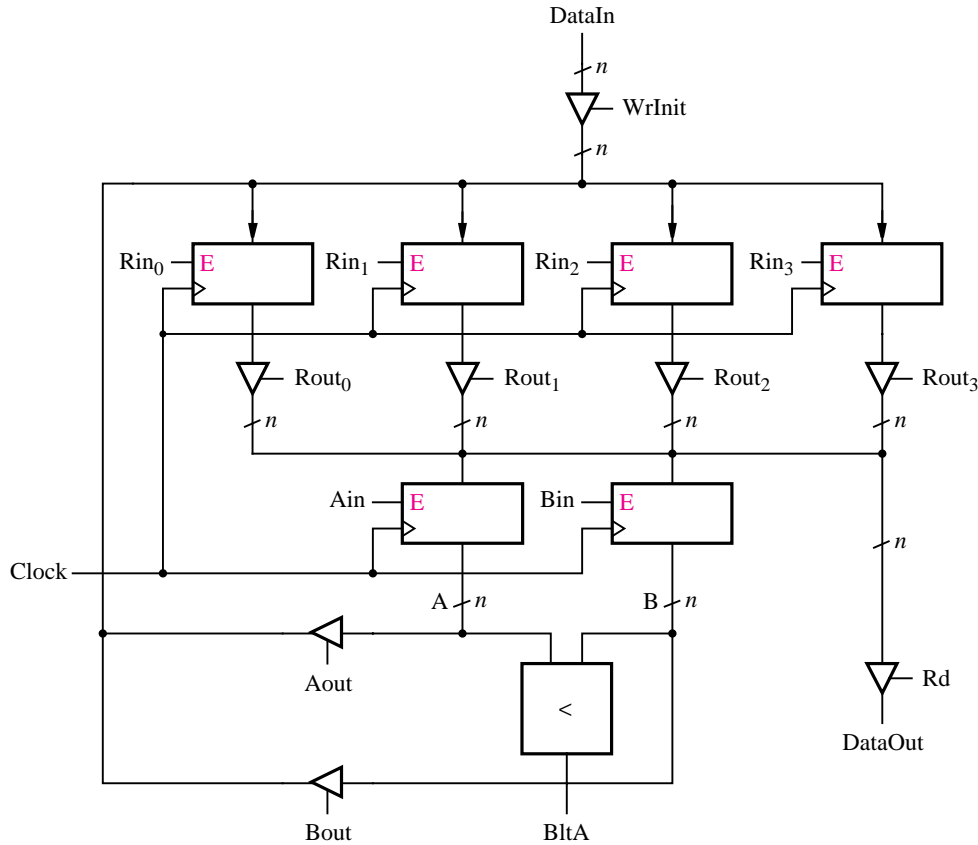 DataIn
n
WrInit
n
Rin0 E
Rin1 E
Rin2 E
Rin3 E
Rout0
Rout1
Rout2
Rout3
n
n
n
n
Ain E
Bin E
n
Clock
A n
B n
Aout
<
Rd
DataOut
Bout
BltA